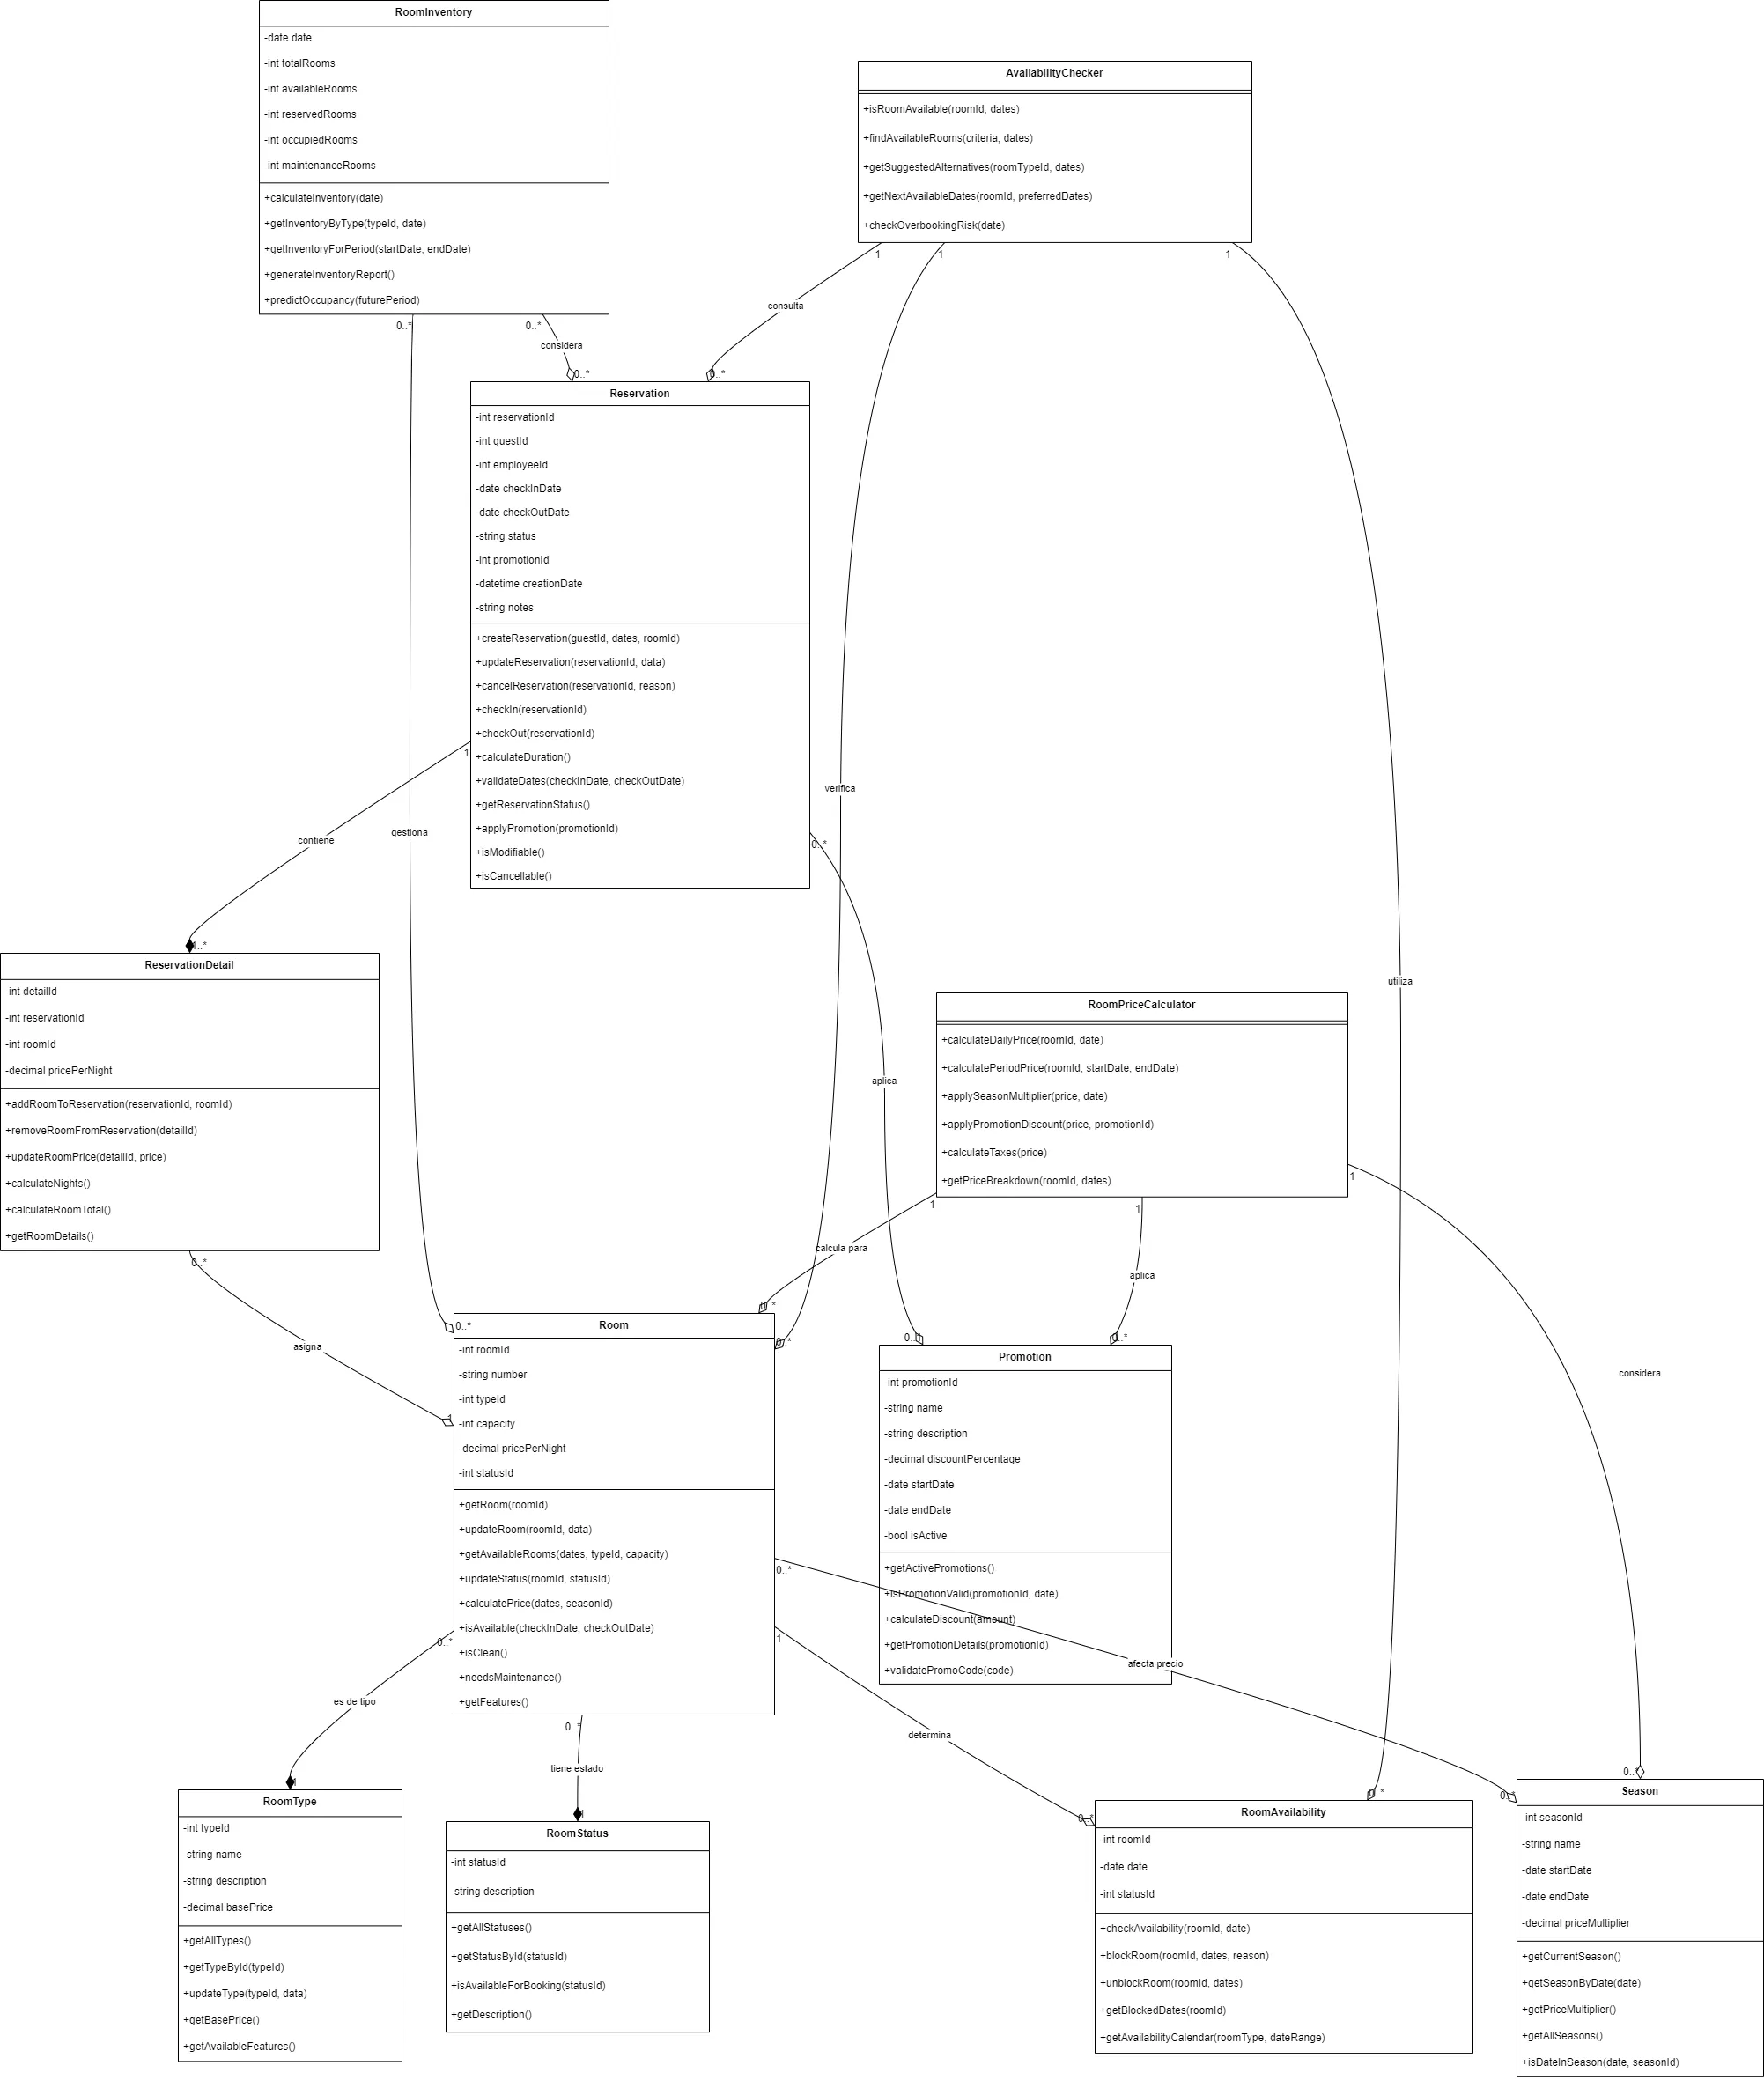 RoomInventory
-date date
-int totalRooms
-int availableRooms
-int reservedRooms
-int occupiedRooms
-int maintenanceRooms
+calculateInventory(date)
+getInventoryByType(typeId, date)
+getInventoryForPeriod(startDate, endDate)
+generateInventoryReport()
+predictOccupancy(futurePeriod)
AvailabilityChecker
+isRoomAvailable(roomId, dates)
+findAvailableRooms(criteria, dates)
+getSuggestedAlternatives(roomTypeId, dates)
+getNextAvailableDates(roomId, preferredDates)
+checkOverbookingRisk(date)
1
1
1
consulta
0..*
0..*
considera
0..*
0..*
Reservation
-int reservationId
-int guestId
-int employeeId
-date checkInDate
-date checkOutDate
-string status
-int promotionId
-datetime creationDate
-string notes
+createReservation(guestId, dates, roomId)
+updateReservation(reservationId, data)
+cancelReservation(reservationId, reason)
+checkIn(reservationId)
+checkOut(reservationId)
+calculateDuration()
+validateDates(checkInDate, checkOutDate)
+getReservationStatus()
+applyPromotion(promotionId)
+isModifiable()
+isCancellable()
1
verifica
gestiona
contiene
0..*
1..*
utiliza
ReservationDetail
-int detailId
-int reservationId
-int roomId
-decimal pricePerNight
+addRoomToReservation(reservationId, roomId)
+removeRoomFromReservation(detailId)
+updateRoomPrice(detailId, price)
+calculateNights()
+calculateRoomTotal()
+getRoomDetails()
0..*
aplica
RoomPriceCalculator
+calculateDailyPrice(roomId, date)
+calculatePeriodPrice(roomId, startDate, endDate)
+applySeasonMultiplier(price, date)
+applyPromotionDiscount(price, promotionId)
+calculateTaxes(price)
+getPriceBreakdown(roomId, dates)
1
1
1
calcula para
aplica
asigna
considera
0..*
0..*
0..*
0..1
0..*
1
Room
-int roomId
-string number
-int typeId
-int capacity
-decimal pricePerNight
-int statusId
+getRoom(roomId)
+updateRoom(roomId, data)
+getAvailableRooms(dates, typeId, capacity)
+updateStatus(roomId, statusId)
+calculatePrice(dates, seasonId)
+isAvailable(checkInDate, checkOutDate)
+isClean()
+needsMaintenance()
+getFeatures()
Promotion
-int promotionId
-string name
-string description
-decimal discountPercentage
-date startDate
-date endDate
-bool isActive
+getActivePromotions()
+isPromotionValid(promotionId, date)
+calculateDiscount(amount)
+getPromotionDetails(promotionId)
+validatePromoCode(code)
0..*
1
0..*
0..*
afecta precio
es de tipo
determina
tiene estado
1
1
0..*
0..*
0..*
0..*
RoomType
-int typeId
-string name
-string description
-decimal basePrice
+getAllTypes()
+getTypeById(typeId)
+updateType(typeId, data)
+getBasePrice()
+getAvailableFeatures()
RoomStatus
-int statusId
-string description
+getAllStatuses()
+getStatusById(statusId)
+isAvailableForBooking(statusId)
+getDescription()
RoomAvailability
-int roomId
-date date
-int statusId
+checkAvailability(roomId, date)
+blockRoom(roomId, dates, reason)
+unblockRoom(roomId, dates)
+getBlockedDates(roomId)
+getAvailabilityCalendar(roomType, dateRange)
Season
-int seasonId
-string name
-date startDate
-date endDate
-decimal priceMultiplier
+getCurrentSeason()
+getSeasonByDate(date)
+getPriceMultiplier()
+getAllSeasons()
+isDateInSeason(date, seasonId)